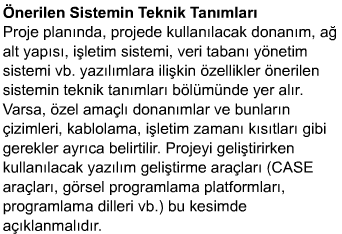 Önerilen Sistemin Teknik Tanımları
Proje planında, projede kullanılacak donanım, ağ
alt yapısı, işletim sistemi, veri tabanı yönetim
sistemi vb. yazılımlara ilişkin özellikler önerilen
sistemin teknik tanımları bölümünde yer alır.
Varsa, özel amaçlı donanımlar ve bunların
çizimleri, kablolama, işletim zamanı kısıtları gibi
gerekler ayrıca belirtilir. Projeyi geliştirirken
kullanılacak yazılım geliştirme araçları (CASE
araçları, görsel programlama platformları,
programlama dilleri vb.) bu kesimde
açıklanmalıdır.